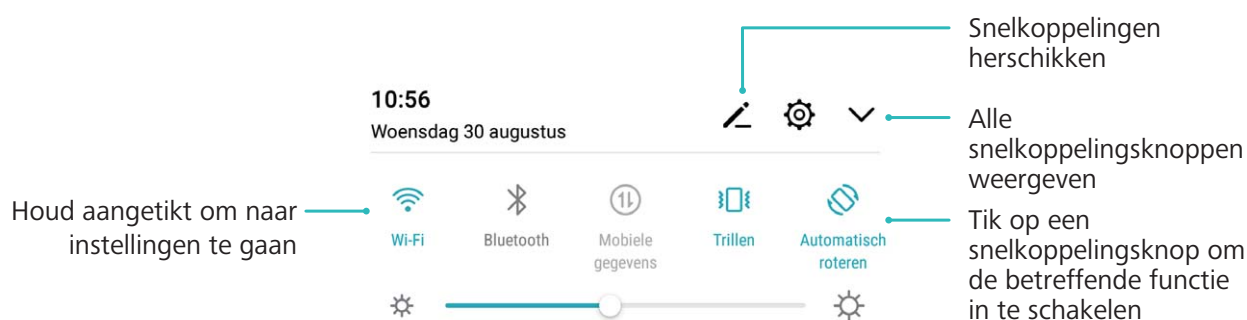 Snelkoppelingen
herschikken
10:56
Woensdag 30 augustus
Alle
snelkoppelingsknoppen
weergeven
Houd aangetikt om naar
instellingen te gaan
Wi-Fi
Bluetooth
Mobiele
gegevens
Trillen
Automatisch
roteren
Tik op een
snelkoppelingsknop om
de betreffende functie
in te schakelen